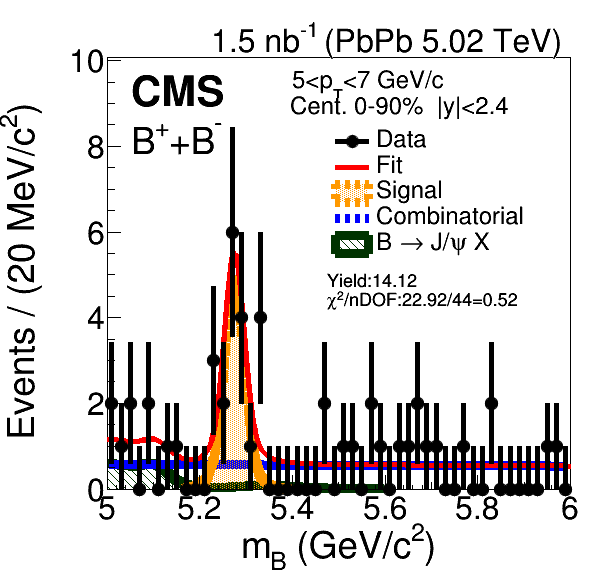 1.5 nb⁻¹ (PbPb 5.02 TeV)
CMS
B⁺+B⁻
5<p_T<7 GeV/c
Cent. 0-90% |y|<2.4
Data
Fit
Signal
Combinatorial
B → J/ψ X
Yield:14.12
χ²/nDOF:22.92/44=0.52
Events / (20 MeV/c²)
10
8
6
4
2
0
5 5.2 5.4 5.6 5.8 6
m_B (GeV/c²)